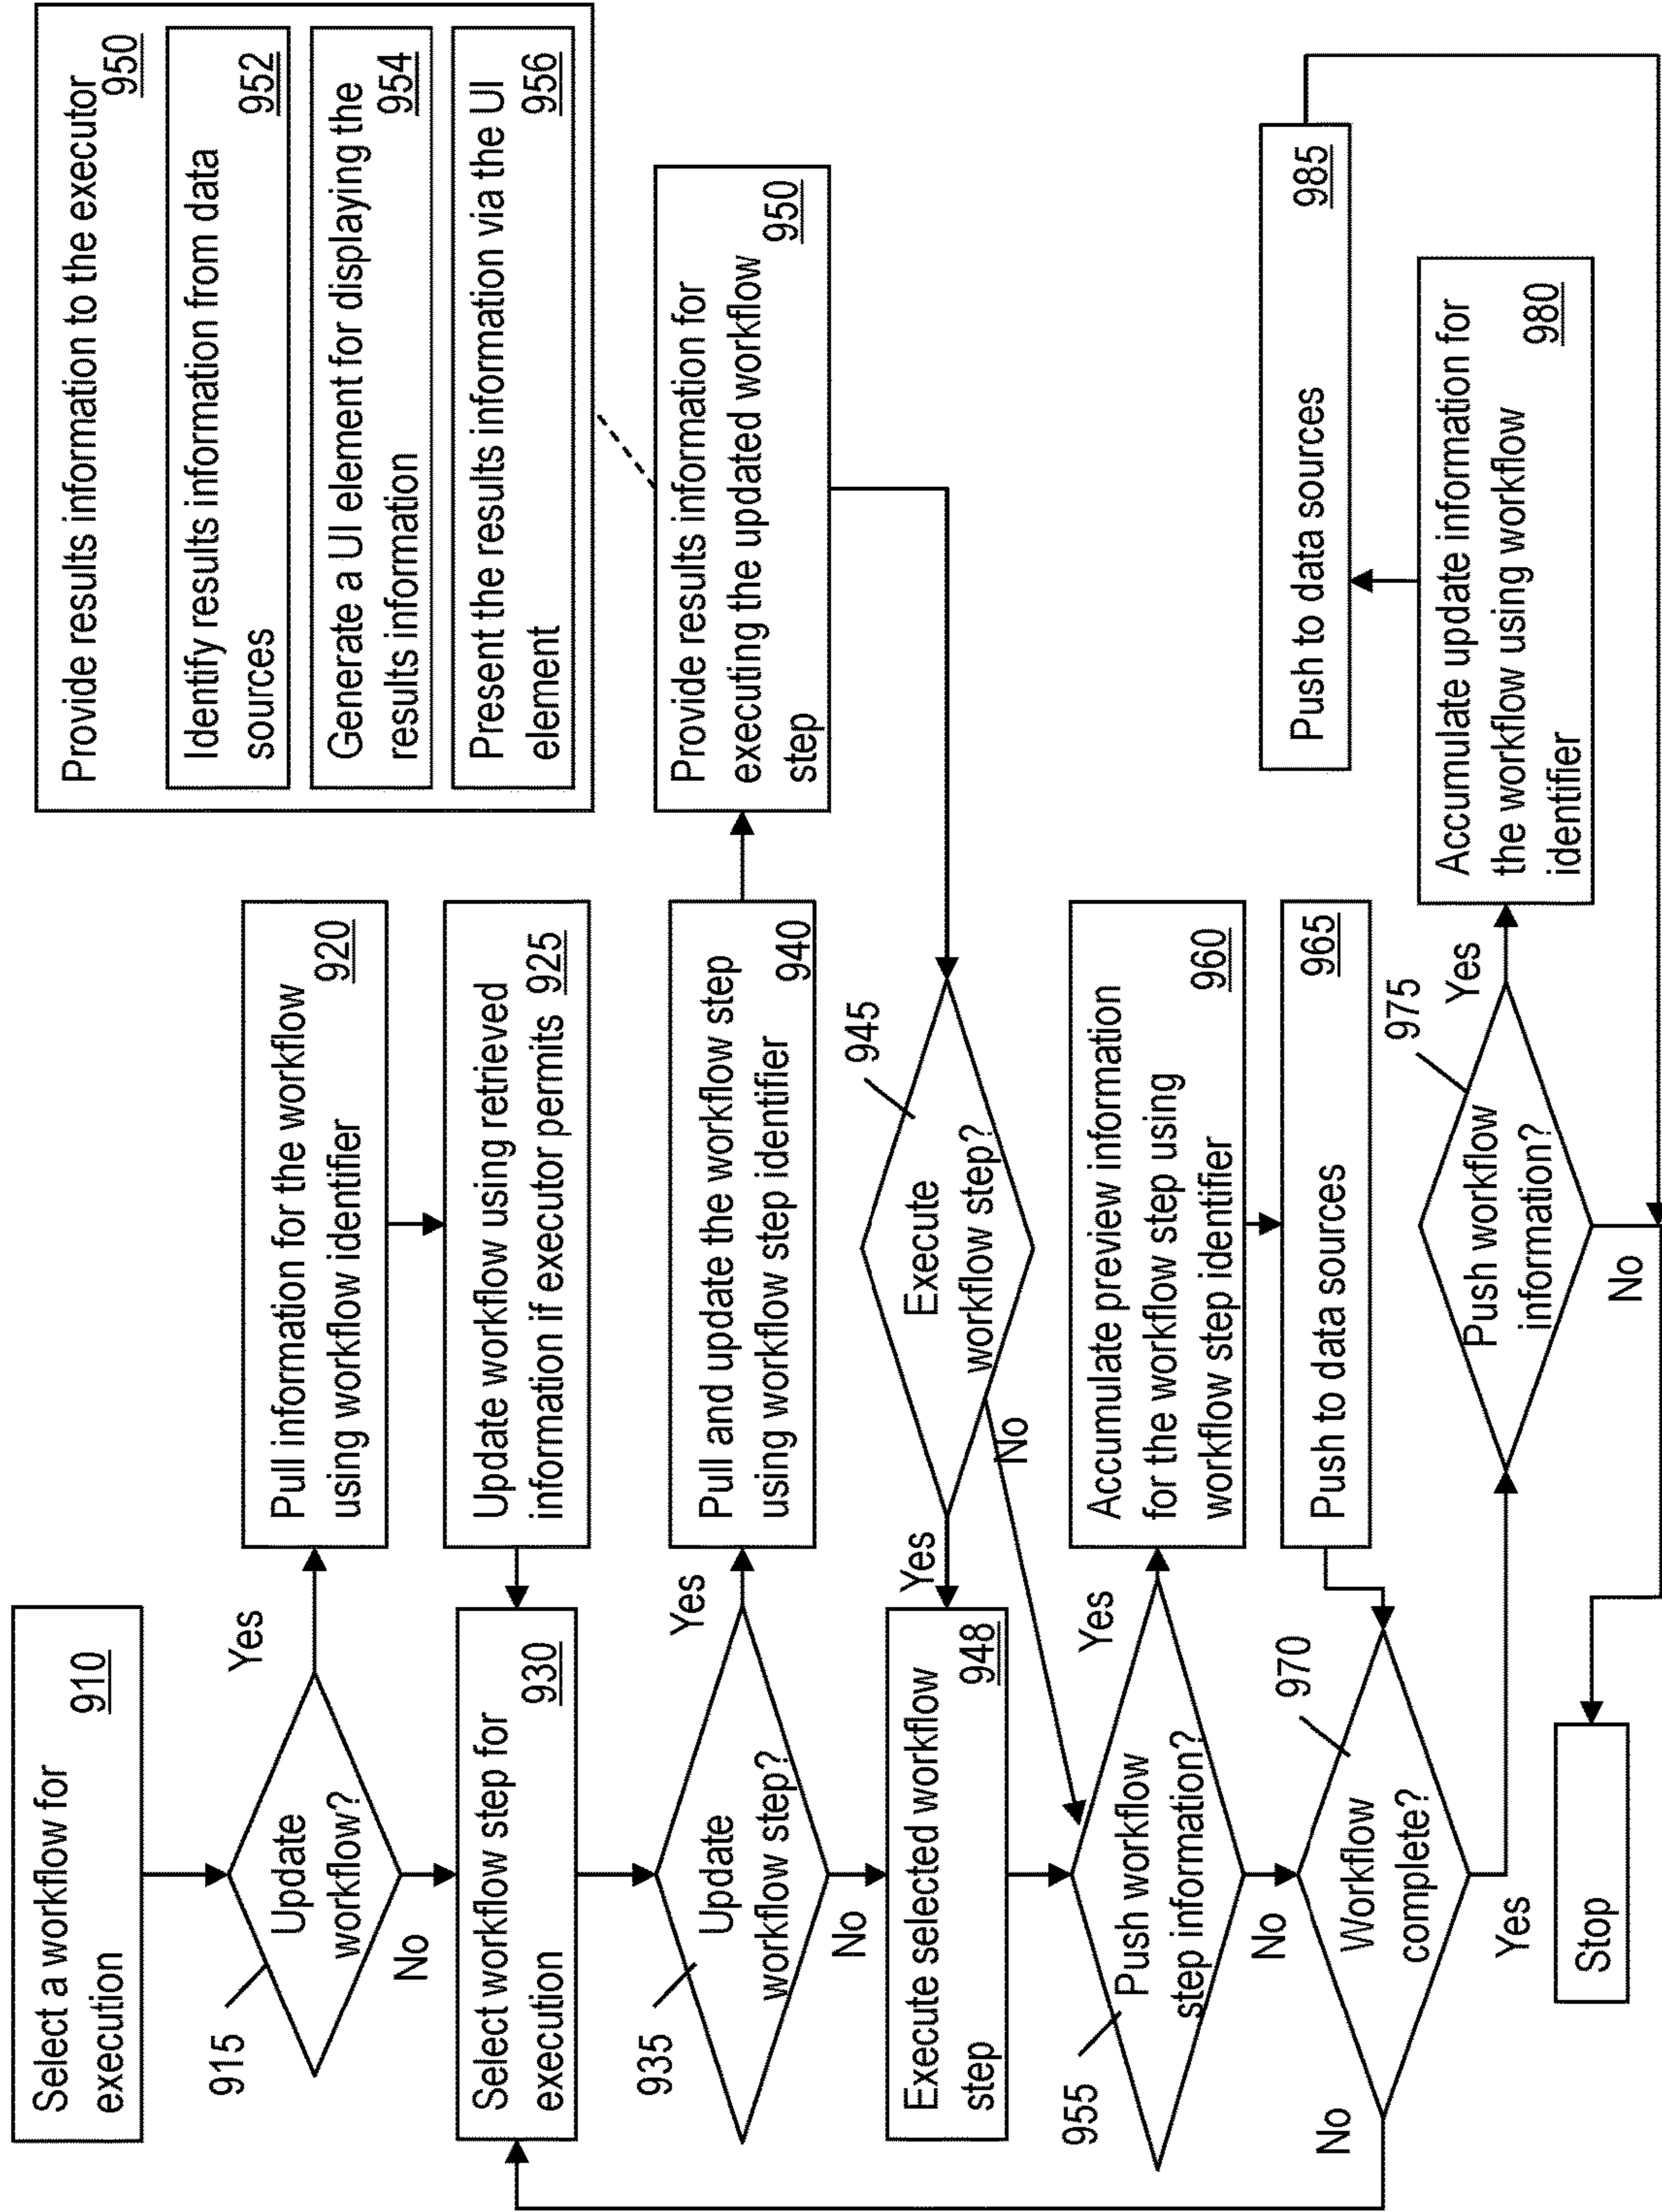 Select a workflow for
execution
910
915
Update
workflow?
Yes
No
Pull information for the workflow
using workflow identifier
920
Update workflow using retrieved
information if executor permits
925
Select workflow step for
execution
930
935
Update
workflow step?
Yes
No
Pull and update the workflow step
using workflow step identifier
940
Provide results information for
executing the updated workflow
step
950
Provide results information to the executor
950
Identify results information from data
sources
952
Generate a UI element for displaying the
results information
954
Present the results information via the UI
element
956
945
Execute
workflow step?
Yes
No
Execute selected workflow
step
948
955
Push workflow
step information?
Yes
No
Accumulate preview information
for the workflow step using
workflow step identifier
960
Push to data sources
965
970
Workflow
complete?
No
Yes
975
Push workflow
information?
Yes
No
Accumulate update information for
the workflow using workflow
identifier
980
Push to data sources
985
Stop